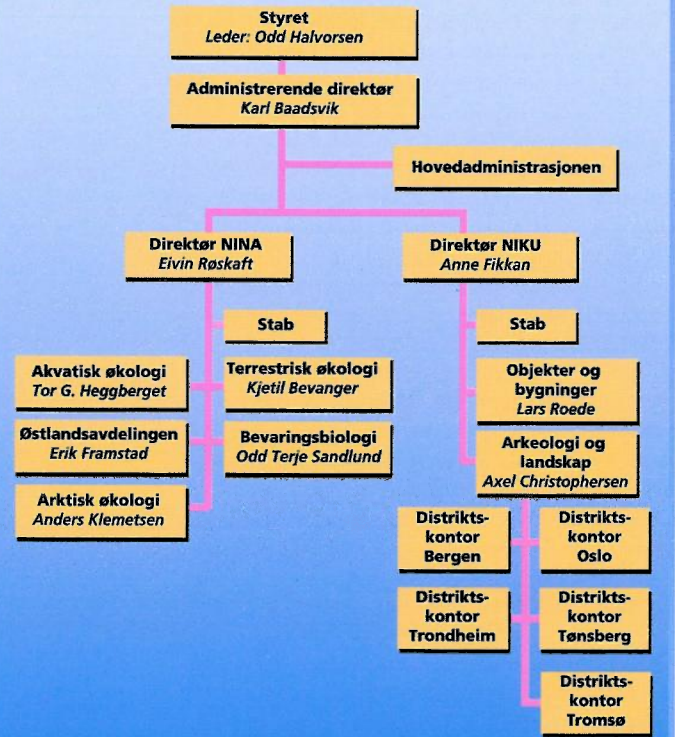 Styret
Leder: Odd Halvorsen
Administrerende direktør
Karl Baadsvik
Hovedadministrasjonen
Direktør NINA
Eivin Røskaft
Stab
Akvatisk økologi
Tor G. Heggberget
Terrestrisk økologi
Kjetil Bevanger
Østlandsavdelingen
Erik Framstad
Bevaringsbiologi
Odd Terje Sandlund
Arktisk økologi
Anders Klemetsen
Direktør NIKU
Anne Fikkan
Stab
Objekter og
bygninger
Lars Roede
Arkeologi og
landskap
Axel Christophersen
Distrikts-
kontor
Bergen
Distrikts-
kontor
Oslo
Distrikts-
kontor
Trondheim
Distrikts-
kontor
Tønsberg
Distrikts-
kontor
Tromsø